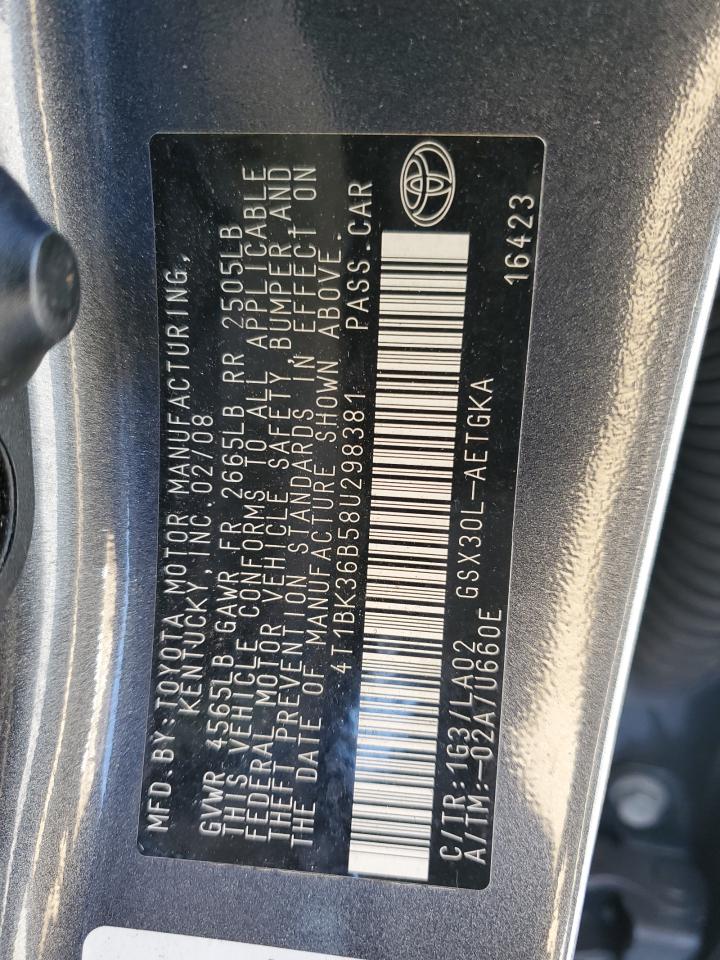 MFD.BY:TOYOTA MOTOR MANUFACTURING,
KENTUCKY,INC 02/08
GVWR 4565LB GAWR FR 2665LB RR 2505LB
THIS VEHICLE CONFORMS TO ALL APPLICABLE
FEDERAL MOTOR VEHICLE SAFETY,BUMPER,AND
THEFT PREVENTION STANDARDS IN EFFECT ON
THE DATE OF MANUFACTURE SHOWN ABOVE.
4T1BK36B58U298381 PASS.CAR
C/TR:1G3/LA02 GSX30L-AETGKA
A/TM:-02A/U660E 16423